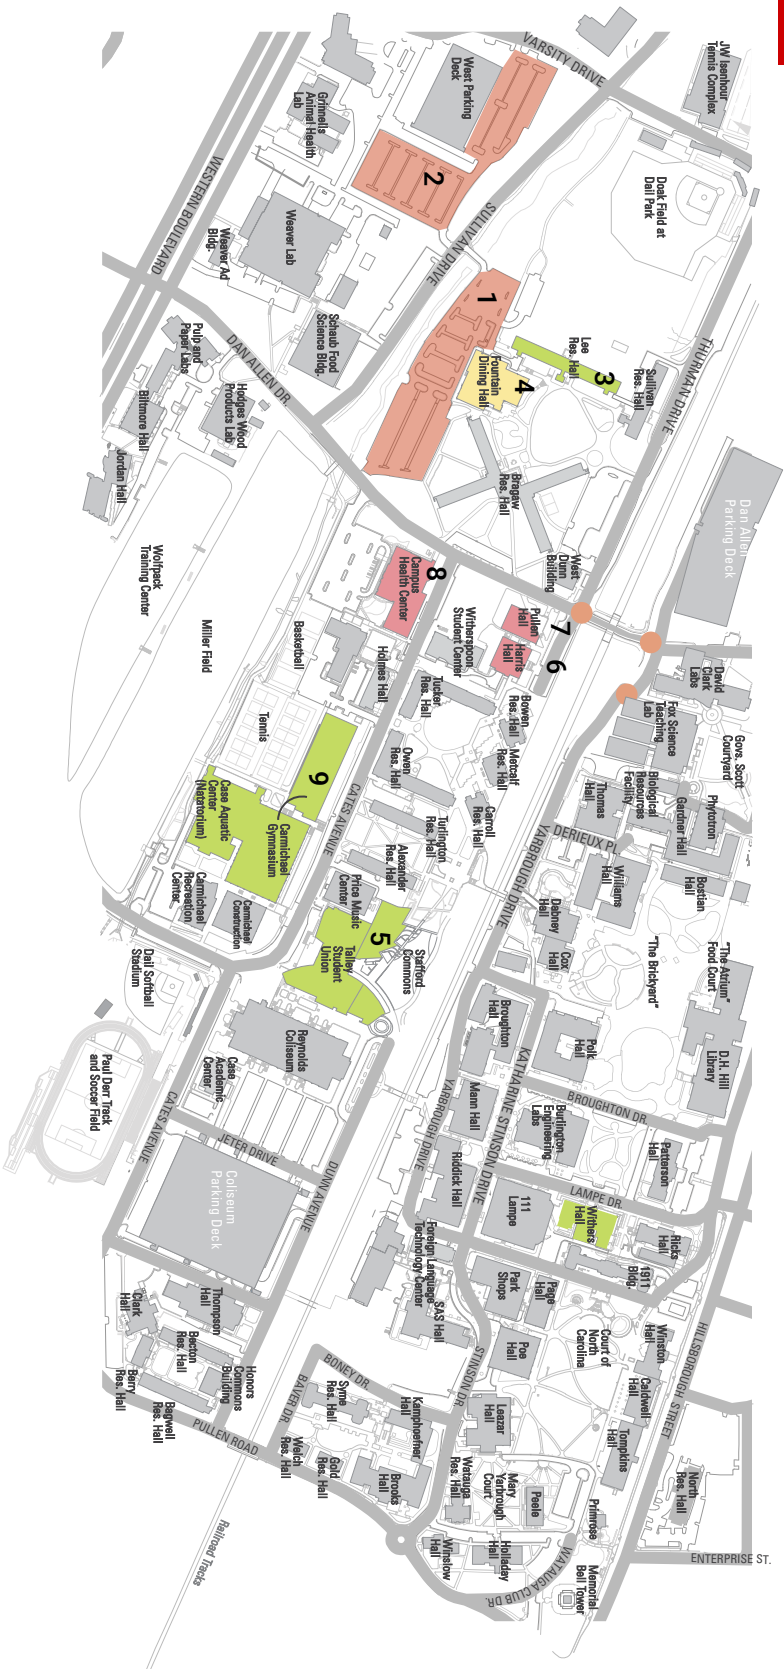 VARSITY DRIVE
JW Isenhour
Tennis Complex
West Parking
Deck
Grinnells
Animal Health
Lab
2
Doak Field at
Dail Park
WESTERN BOULEVARD
Weaver Lab
Weaver Ad
Bldg.
SULLIVAN DRIVE
1
Schaub Food
Science Bldg.
Lee
Res. Hall
3
Sullivan
Res. Hall
THURMAN DRIVE
Fountain
Dining Hall
4
Pulp and
Paper Labs
DAN ALLEN DR.
Hodges Wood
Products Lab
Biltmore Hall
Jordan Hall
Bragaw
Res. Hall
Dan Allen
Parking Deck
Wolfpack
Training Center
Miller Field
Basketball
Tennis
Campus
Health Center
8
West
Dunn
Building
Pullen
Hall
7
Harris
Hall
6
Witherspoon
Student Center
Holmes Hall
Tucker
Res. Hall
Bowen
Res. Hall
Metcalf
Res. Hall
Owen
Res. Hall
Turlington
Res. Hall
Carroll
Res. Hall
Alexander
Res. Hall
David
Clark
Labs
Fox Science
Teaching
Lab
Govs. Scott
Courtyard
Biological
Resources
Facility
Phytotron
Gardner Hall
Thomas
Hall
DERIEUX PL.
Bostian
Hall
Williams
Hall
YARBROUGH DRIVE
Dabney
Hall
Cox
Hall
"The Brickyard"
"The Atrium"
Food Court
D.H. Hill
Library
9
CATES AVENUE
Case Aquatic
Center
(Natatorium)
Carmichael
Gymnasium
Carmichael
Recreation
Center
Carmichael
Construction
Price Music
Center
5
Talley
Student
Union
Stafford
Commons
Dail Softball
Stadium
Reynolds
Coliseum
Case
Academic
Center
Paul Derr Track
and Soccer Field
CATES AVENUE
JETER DRIVE
DUNN AVENUE
Coliseum
Parking Deck
Broughton
Hall
Polk
Hall
KATHARINE STINSON DRIVE
BROUGHTON DR.
Mann Hall
YARBROUGH DRIVE
Burlington
Engineering
Labs
Patterson
Hall
Riddick Hall
LAMPE DR.
111
Lampe
Withers
Hall
Ricks
Hall
1911
Bldg.
Foreign Language
Technology Center
SAS Hall
Park
Shops
Page
Hall
Poe
Hall
Court of
North
Carolina
Winston
Hall
HILLSBOROUGH STREET
Caldwell
Hall
Tompkins
Hall
STINSON DR.
Thompson
Hall
Clark
Hall
Becton
Res. Hall
Berry
Res. Hall
Honors
Commons
Building
Bagwell
Res. Hall
PULLEN ROAD
BONEY DR.
BAVER DR.
Syme
Res. Hall
Welch
Res. Hall
Gold
Res. Hall
Kamphoefner
Hall
Brooks
Hall
Leazar
Hall
Watauga
Res. Hall
Mary
Yarbrough
Court
Peele
Primrose
North
Res. Hall
Winslow
Hall
Holladay
Hall
WATAUGA CLUB DR.
Memorial
Bell Tower
ENTERPRISE ST.
Railroad Tracks